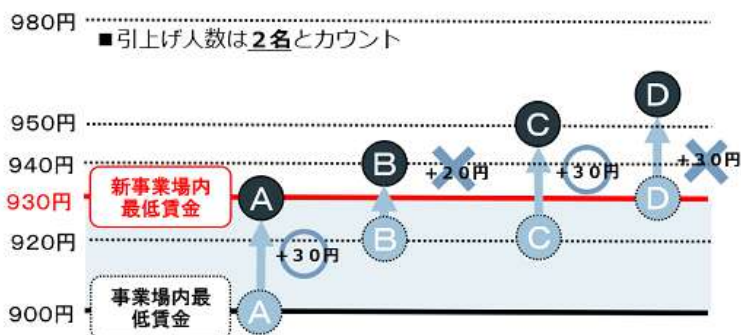 980円
■引上げ人数は2名とカウント
950円
D
C
940円
B
+20円
+30円
+30円
新事業場内
最低賃金
930円
A
D
920円
B
C
+30円
事業場内最
低賃金
900円
A